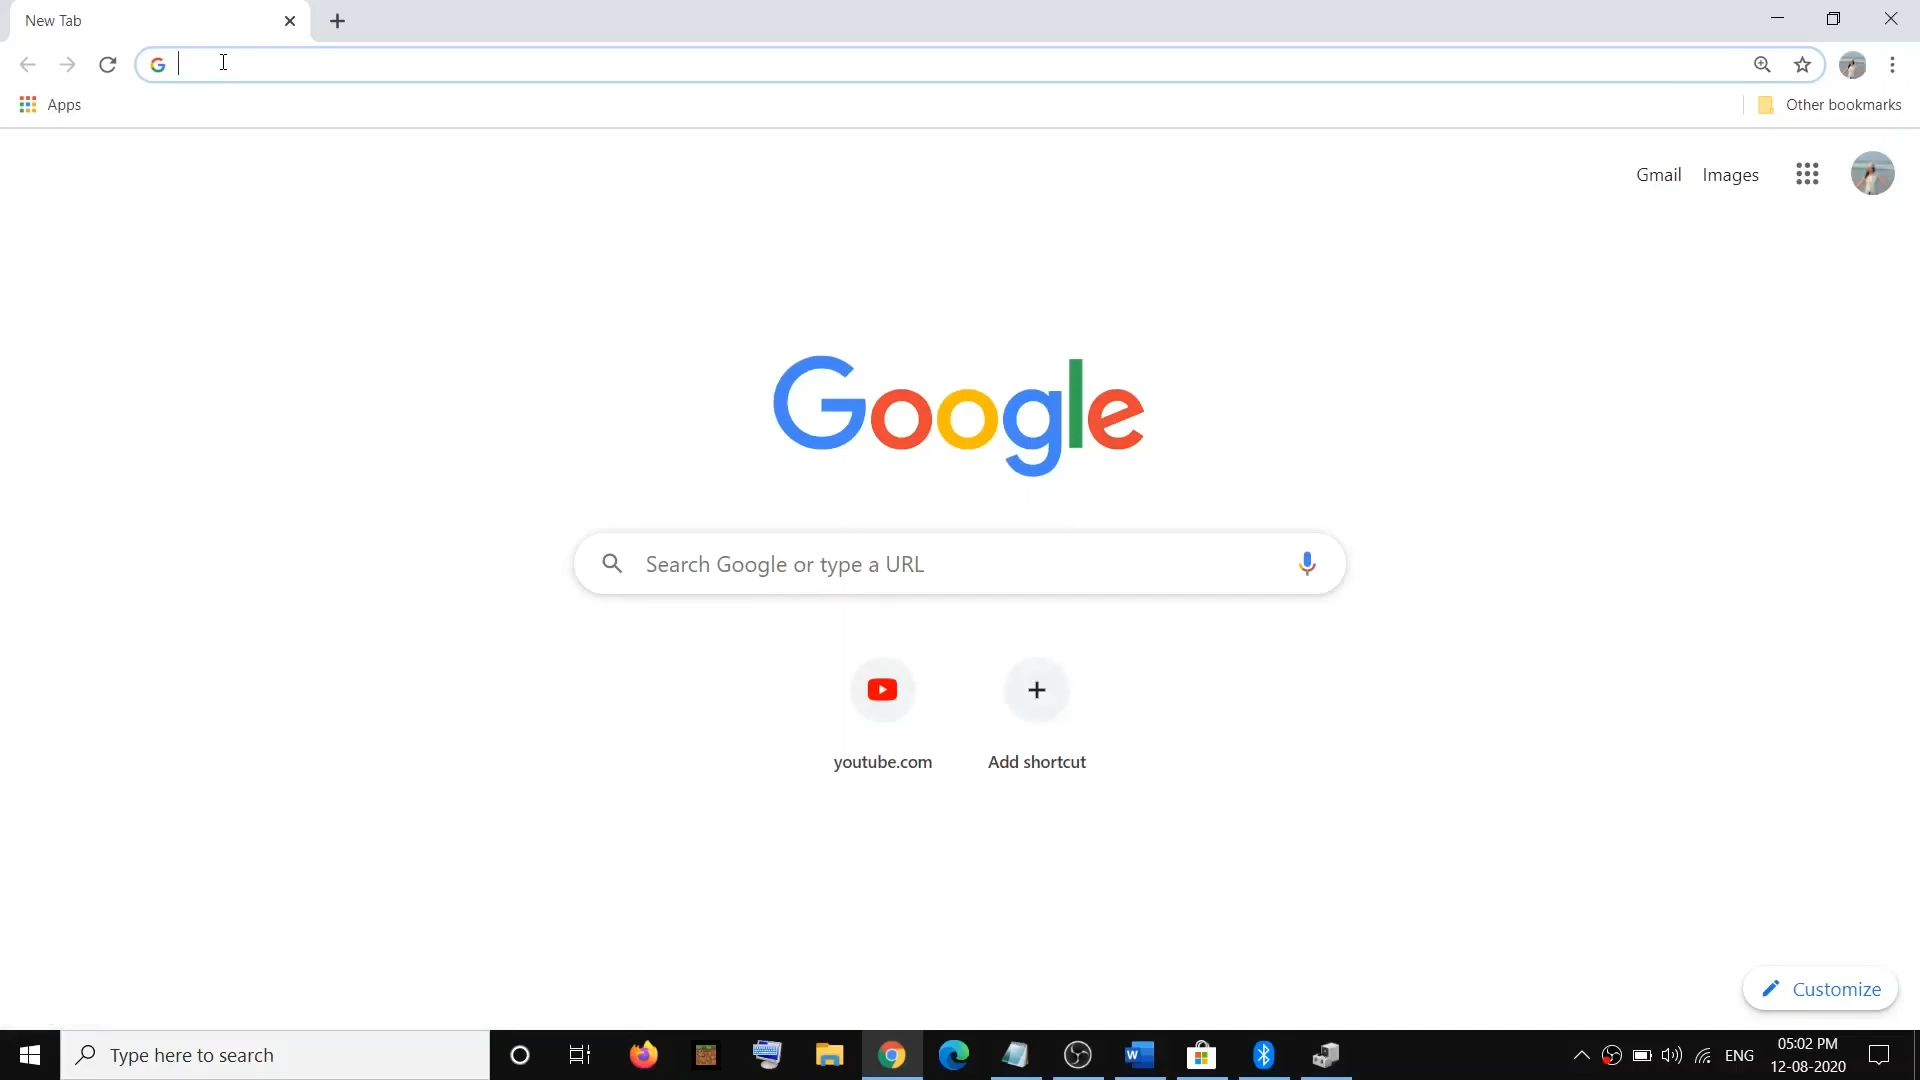 New Tab
Apps
Other bookmarks
Gmail Images
Google
Search Google or type a URL
youtube.com
Add shortcut
Customize
Type here to search
ENG
05:02 PM
12-08-2020